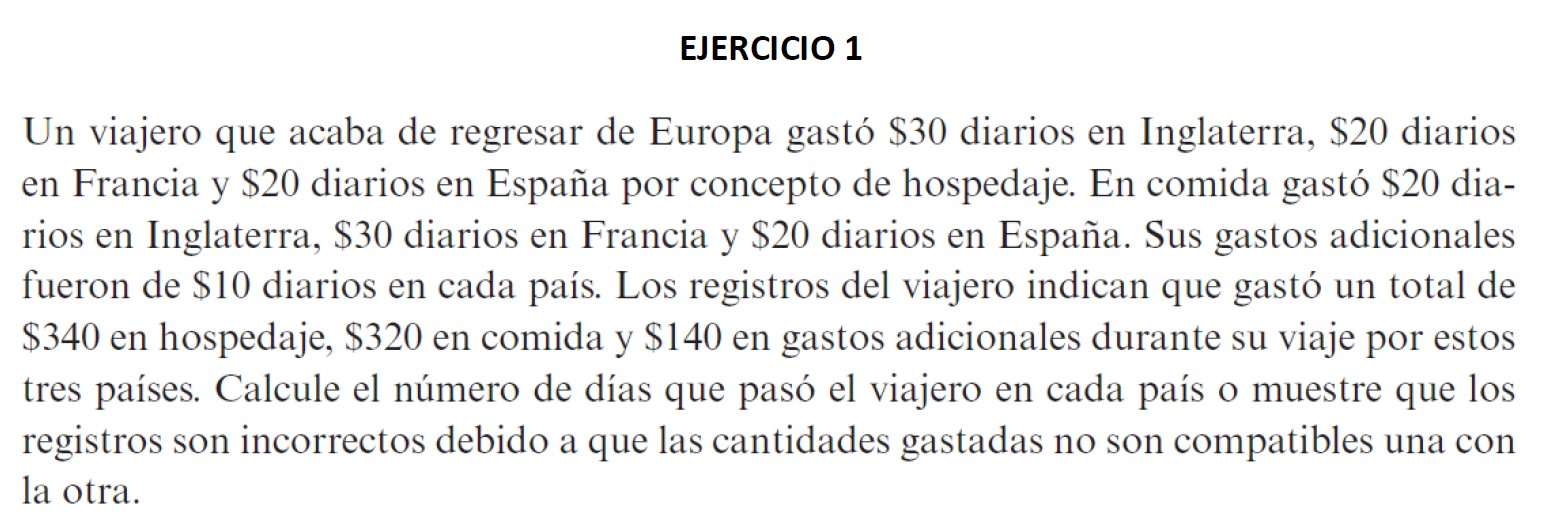 EJERCICIO 1
Un viajero que acaba de regresar de Europa gastó $30 diarios en Inglaterra, $20 diarios
en Francia y $20 diarios en España por concepto de hospedaje. En comida gastó $20 dia-
rios en Inglaterra, $30 diarios en Francia y $20 diarios en España. Sus gastos adicionales
fueron de $10 diarios en cada país. Los registros del viajero indican que gastó un total de
$340 en hospedaje, $320 en comida y $140 en gastos adicionales durante su viaje por estos
tres países. Calcule el número de días que pasó el viajero en cada país o muestre que los
registros son incorrectos debido a que las cantidades gastadas no son compatibles una con
la otra.